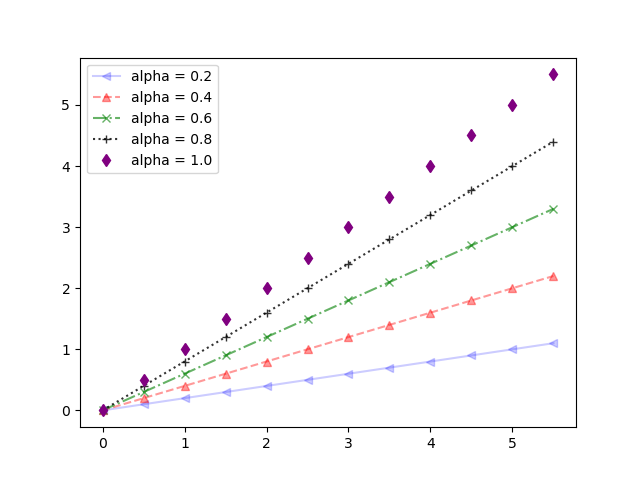 alpha = 0.2
alpha = 0.4
alpha = 0.6
alpha = 0.8
alpha = 1.0
5
4
3
2
1
0
0 1 2 3 4 5